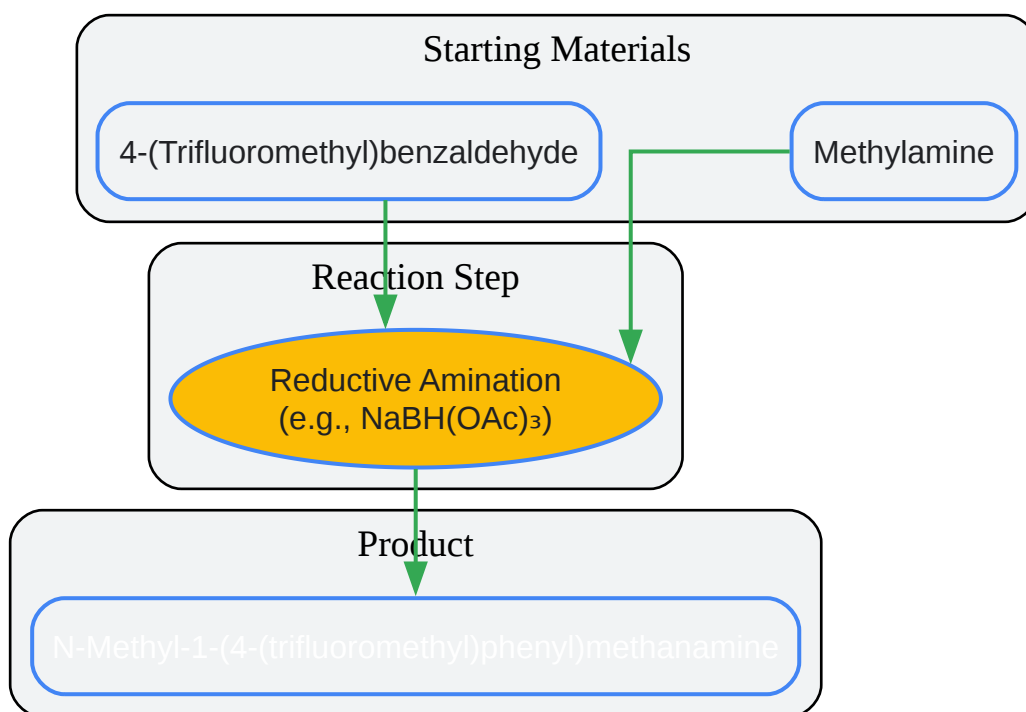 Starting Materials
4-(Trifluoromethyl)benzaldehyde
Methylamine
Reaction Step
Reductive Amination
(e.g., NaBH(OAc)₃)
Product
N-Methyl-1-(4-(trifluoromethyl)phenyl)methanamine